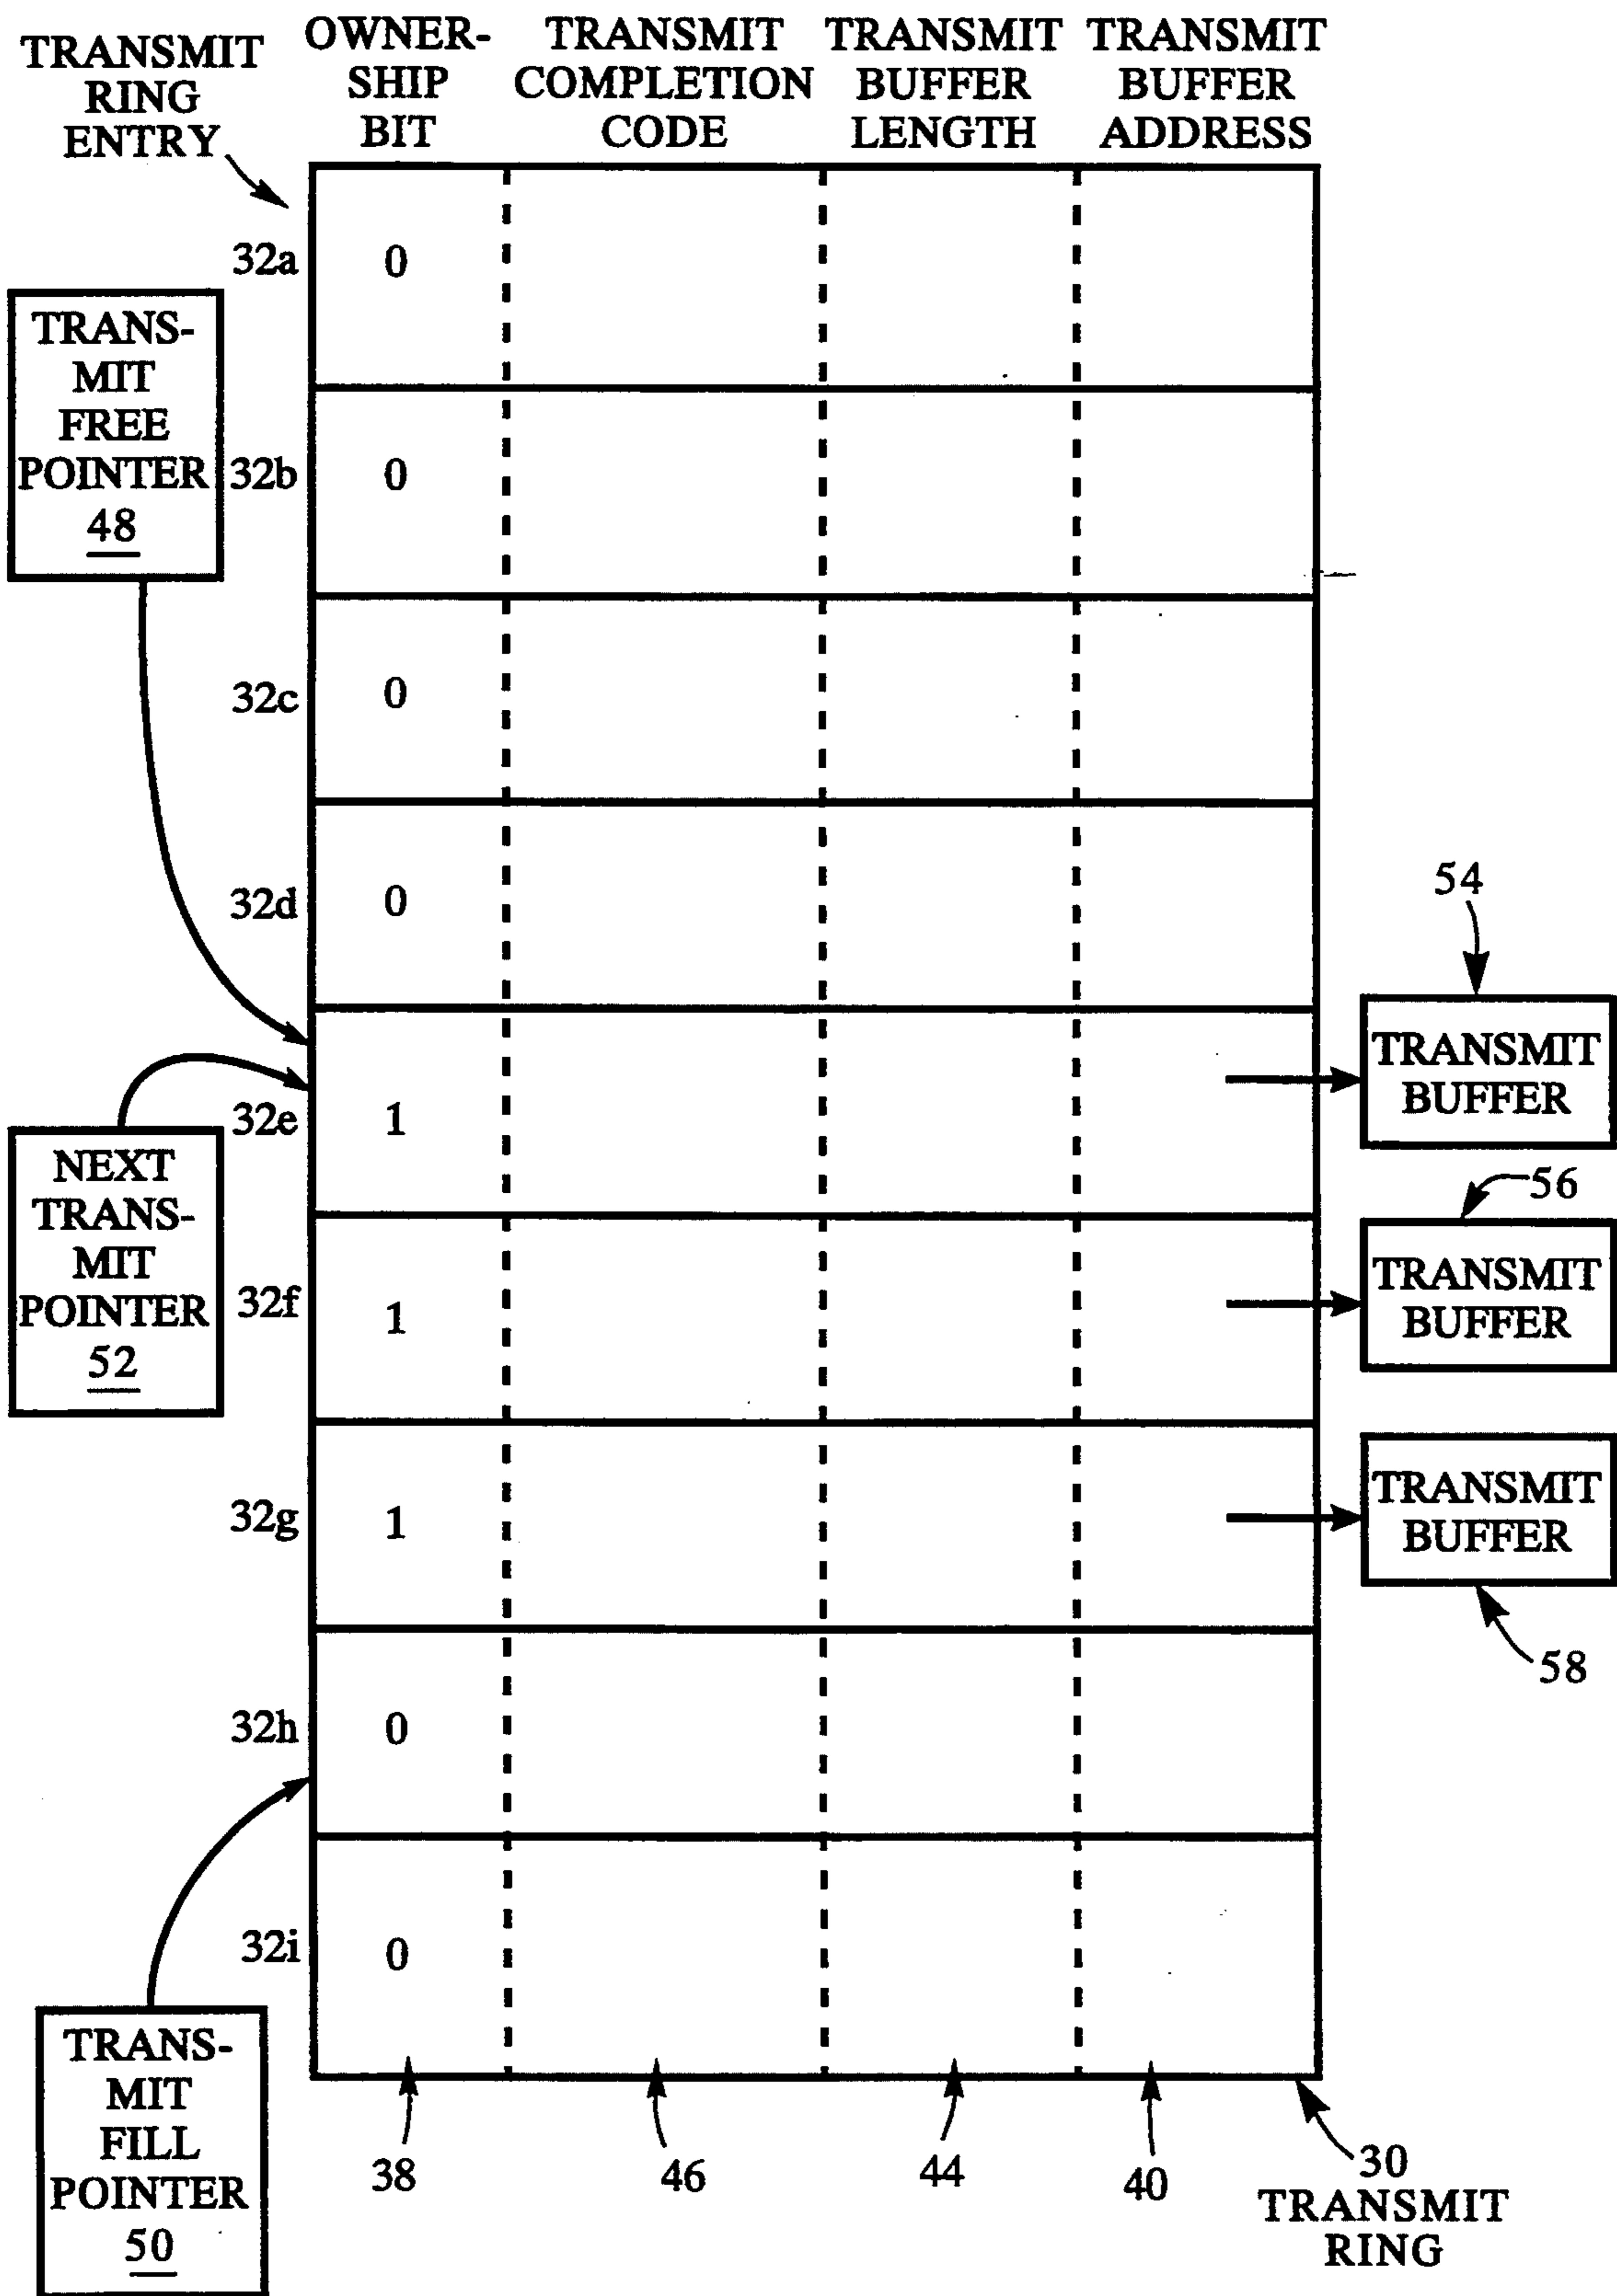 TRANSMIT
RING
ENTRY
OWNER-
SHIP
BIT
TRANSMIT
COMPLETION
CODE
TRANSMIT
BUFFER
LENGTH
TRANSMIT
BUFFER
ADDRESS
32a
0
TRANS-
MIT
FREE
POINTER
48
32b
0
32c
0
32d
0
54
TRANSMIT
BUFFER
32e
1
NEXT
TRANS-
MIT
POINTER
52
56
TRANSMIT
BUFFER
32f
1
32g
1
TRANSMIT
BUFFER
58
32h
0
32i
0
TRANS-
MIT
FILL
POINTER
50
38
46
44
40
30
TRANSMIT
RING